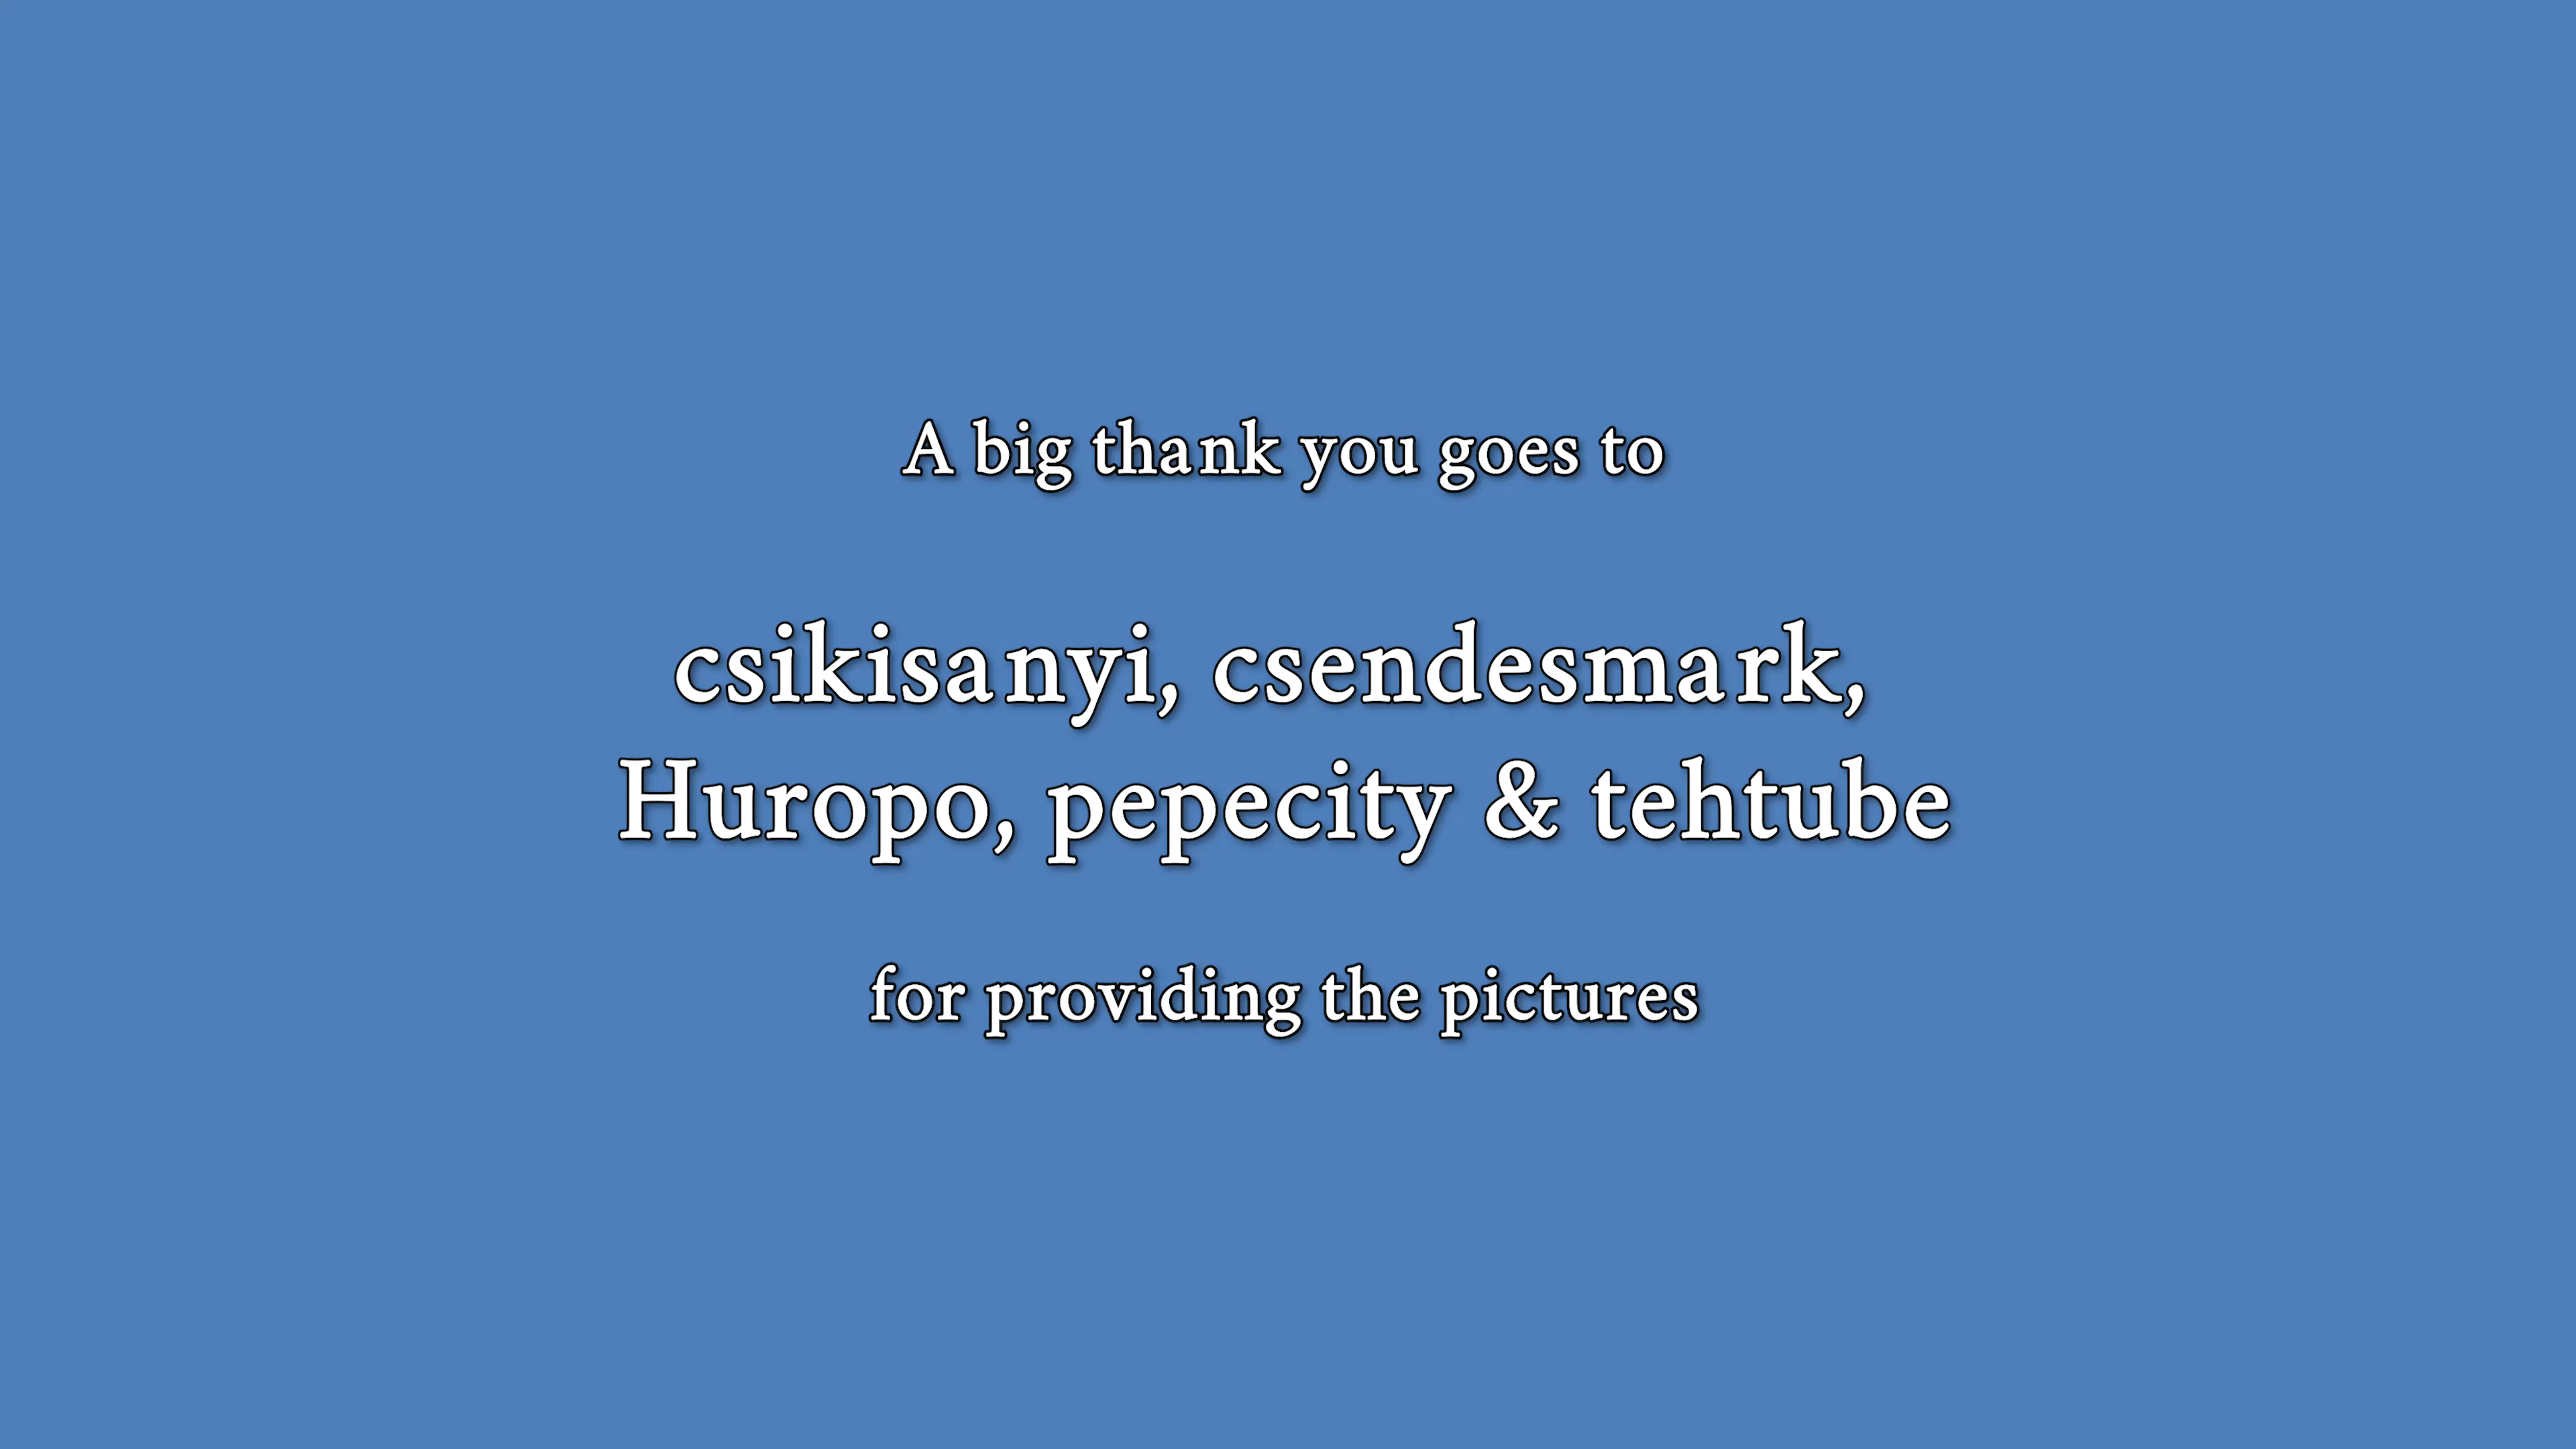 A big thank you goes to
csikisanyi, csendesmark,
Huropo, pepecity & tehtube
for providing the pictures